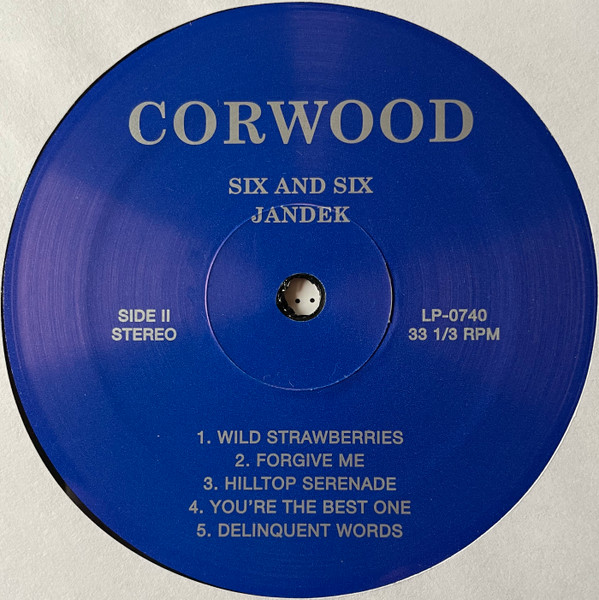 CORWOOD
SIX AND SIX
JANDEK
SIDE II
STEREO
LP-0740
33 1/3 RPM
1. WILD STRAWBERRIES
2. FORGIVE ME
3. HILLTOP SERENADE
4. YOU'RE THE BEST ONE
5. DELINQUENT WORDS